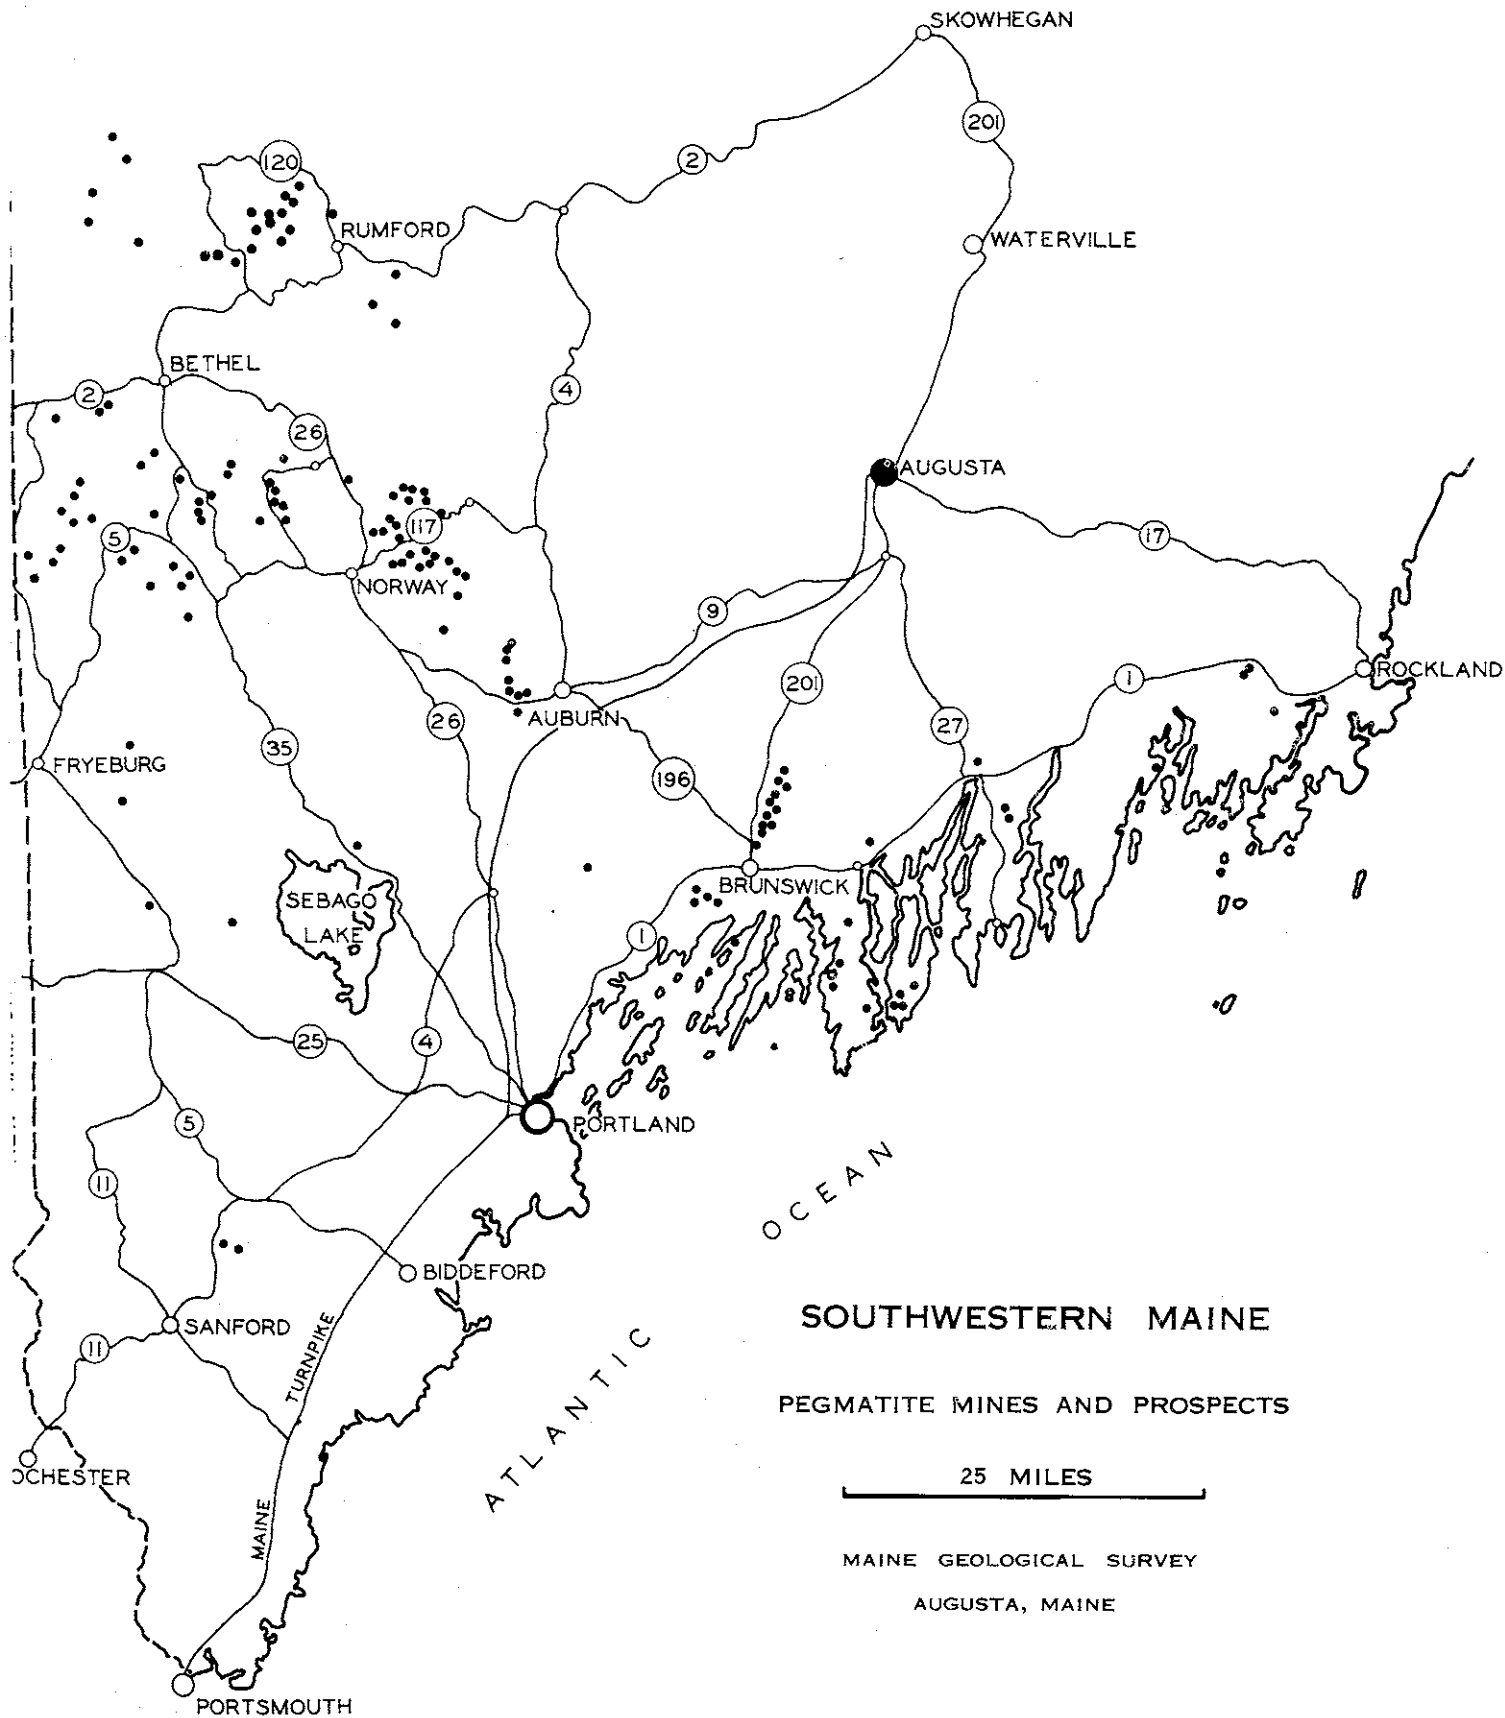 SKOWHEGAN
201
2
120
RUMFORD
WATERVILLE
BETHEL
2
4
26
AUGUSTA
117
5
17
NORWAY
9
ROCKLAND
201
1
26
AUBURN
27
35
FRYEBURG
196
BRUNSWICK
SEBAGO
LAKE
1
25
4
5
PORTLAND
11
OCEAN
BIDDEFORD
SANFORD
11
MAINE TURNPIKE
ATLANTIC
OCHESTER
PORTSMOUTH
SOUTHWESTERN MAINE
PEGMATITE MINES AND PROSPECTS
25 MILES
MAINE GEOLOGICAL SURVEY
AUGUSTA, MAINE